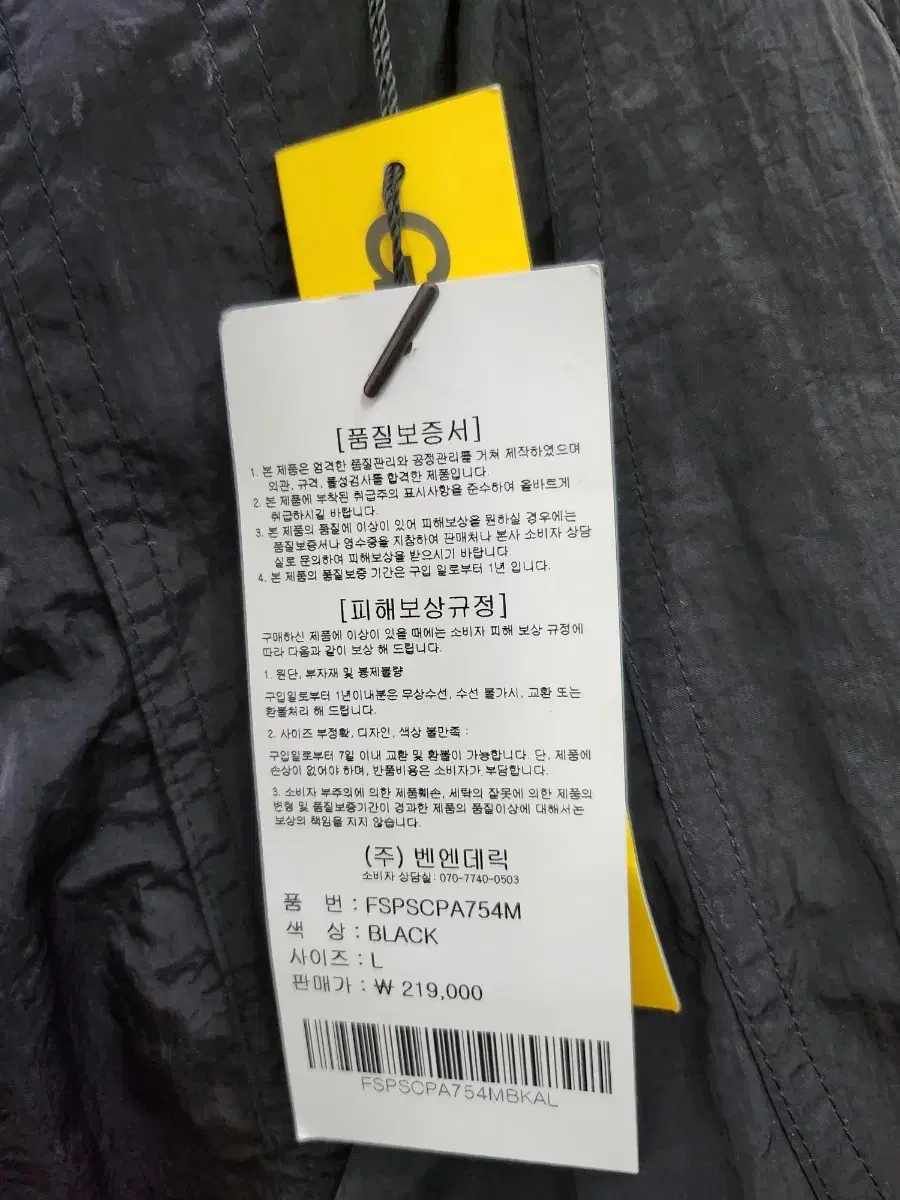 [품질보증서]
1. 본 제품은 엄격한 품질관리와 공정관리를 거쳐 제작하였으며
외관, 규격, 물성검사를 합격한 제품입니다.
2. 본 제품에 부착된 취급주의 표시사항을 준수하여 올바르게
취급하시길 바랍니다.
3. 본 제품의 품질에 이상이 있어 피해보상을 원하실 경우에는
품질보증서나 영수증을 지참하여 판매처나 본사 소비자 상담
실로 문의하여 피해보상을 받으시기 바랍니다.
4. 본 제품의 품질보증 기간은 구입 일로부터 1년 입니다.
[피해보상규정]
구매하신 제품에 이상이 있을 때에는 소비자 피해 보상 규정에
따라 다음과 같이 보상 해 드립니다.
1. 원단, 부자재 및 봉제불량
구입일로부터 1년이내분은 무상수선, 수선 불가시, 교환 또는
환불처리 해 드립니다.
2. 사이즈 부정확, 디자인, 색상 불만족 :
구입일로부터 7일 이내 교환 및 환불이 가능합니다. 단, 제품에
손상이 없어야 하며, 반품비용은 소비자가 부담합니다.
3. 소비자 부주의에 의한 제품훼손, 세탁의 잘못에 의한 제품의
변형 및 품질보증기간이 경과한 제품의 품질이상에 대해서는
보상의 책임을 지지 않습니다.
(주) 벤엔데릭
소비자 상담실: 070-7740-0503
품 번 : FSPSCPA754M
색 상 : BLACK
사이즈 : L
판매가 : ₩ 219,000
FSPSCPA754MBKAL